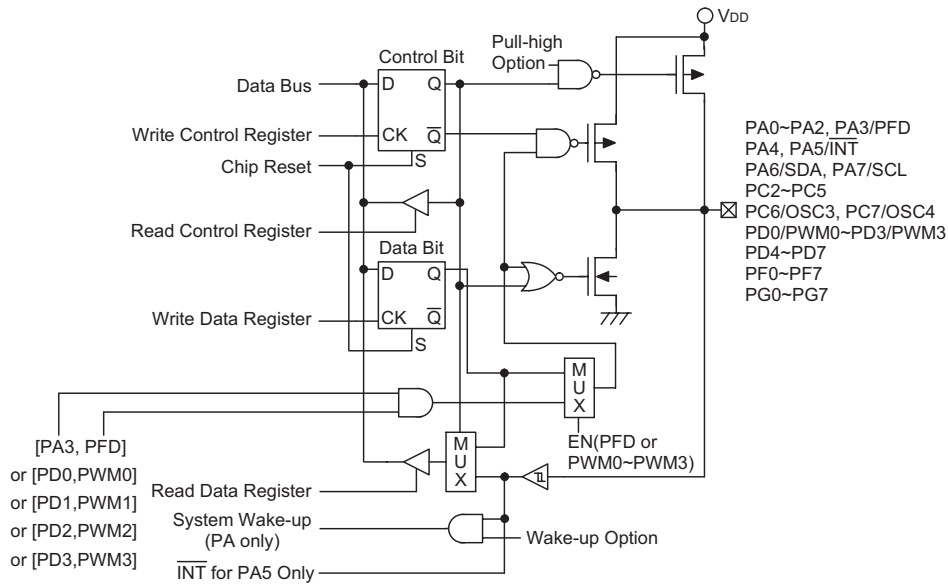 VDD
Pull-high
Option
Control Bit
Data Bus
D
Q
Write Control Register
CK
Q̅
S
Chip Reset
Read Control Register
Data Bit
D
Q
Write Data Register
CK
Q̅
S
PA0~PA2, PA3/PFD
PA4, PA5/I̅N̅T̅
PA6/SDA, PA7/SCL
PC2~PC5
PC6/OSC3, PC7/OSC4
PD0/PWM0~PD3/PWM3
PD4~PD7
PF0~PF7
PG0~PG7
M
U
X
EN(PFD or
PWM0~PWM3)
[PA3, PFD]
or [PD0,PWM0]
or [PD1,PWM1]
or [PD2,PWM2]
or [PD3,PWM3]
M
U
X
Read Data Register
System Wake-up
(PA only)
Wake-up Option
I̅N̅T̅ for PA5 Only